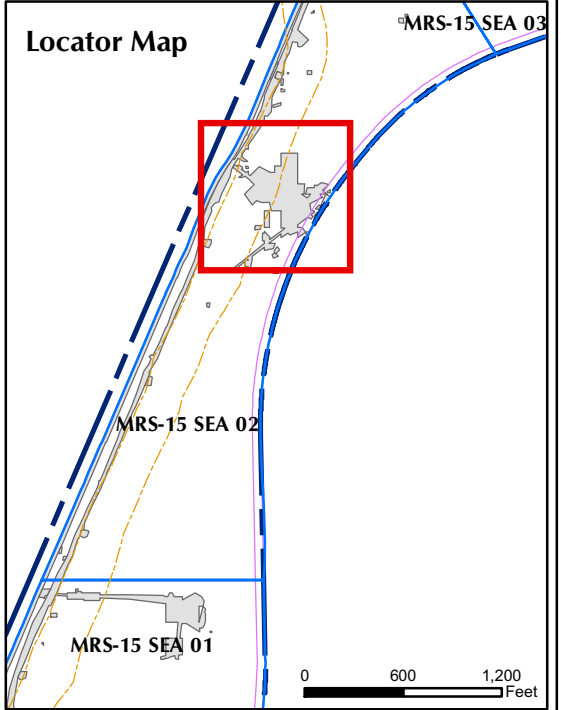 MRS-15 SEA 03
Locator Map
MRS-15 SEA 02
MRS-15 SEA 01
0 600 1,200
Feet